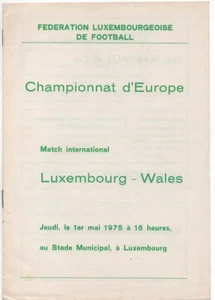 FEDERATION LUXEMBOURGEOISE
DE FOOTBALL
Championnat d'Europe
Match international
Luxembourg - Wales
Jeudi, le 1er mai 1975 à 16 heures,
au Stade Municipal, à Luxembourg